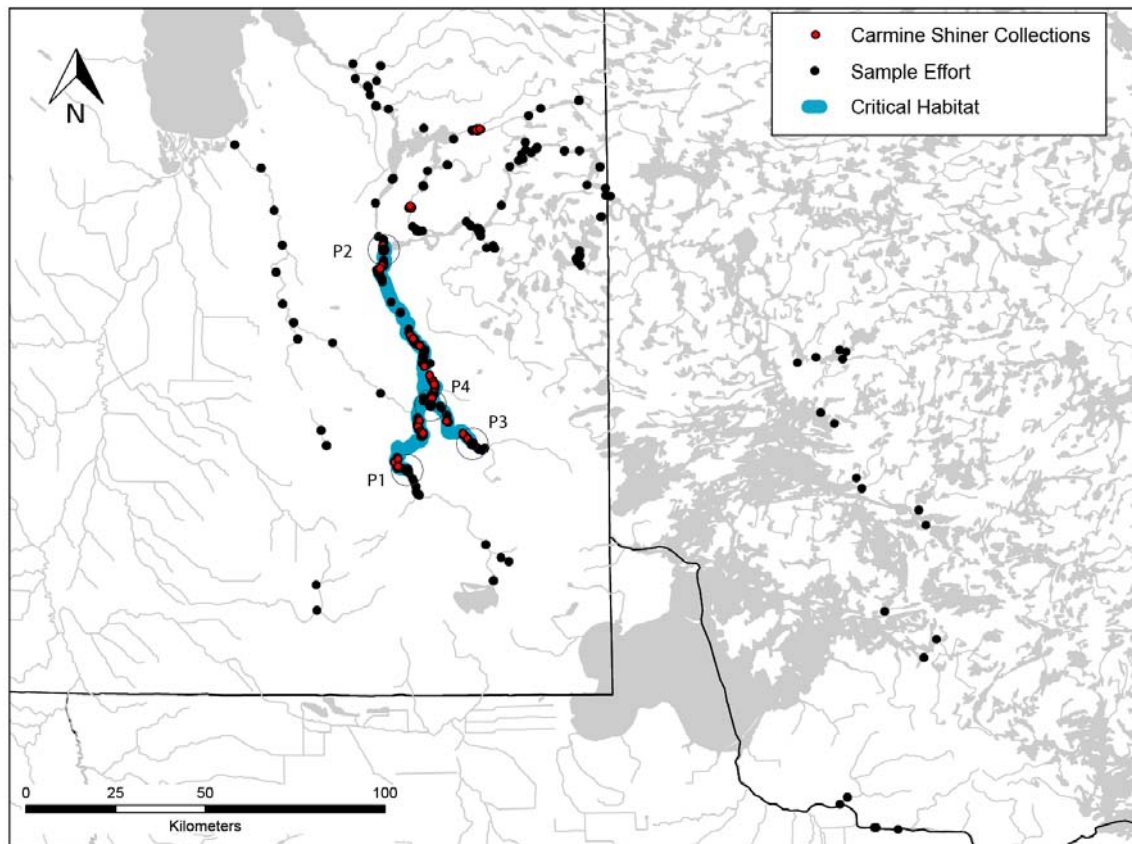 Carmine Shiner Collections
Sample Effort
Critical Habitat
N
P2
P4
P3
P1
0 25 50 100
Kilometers